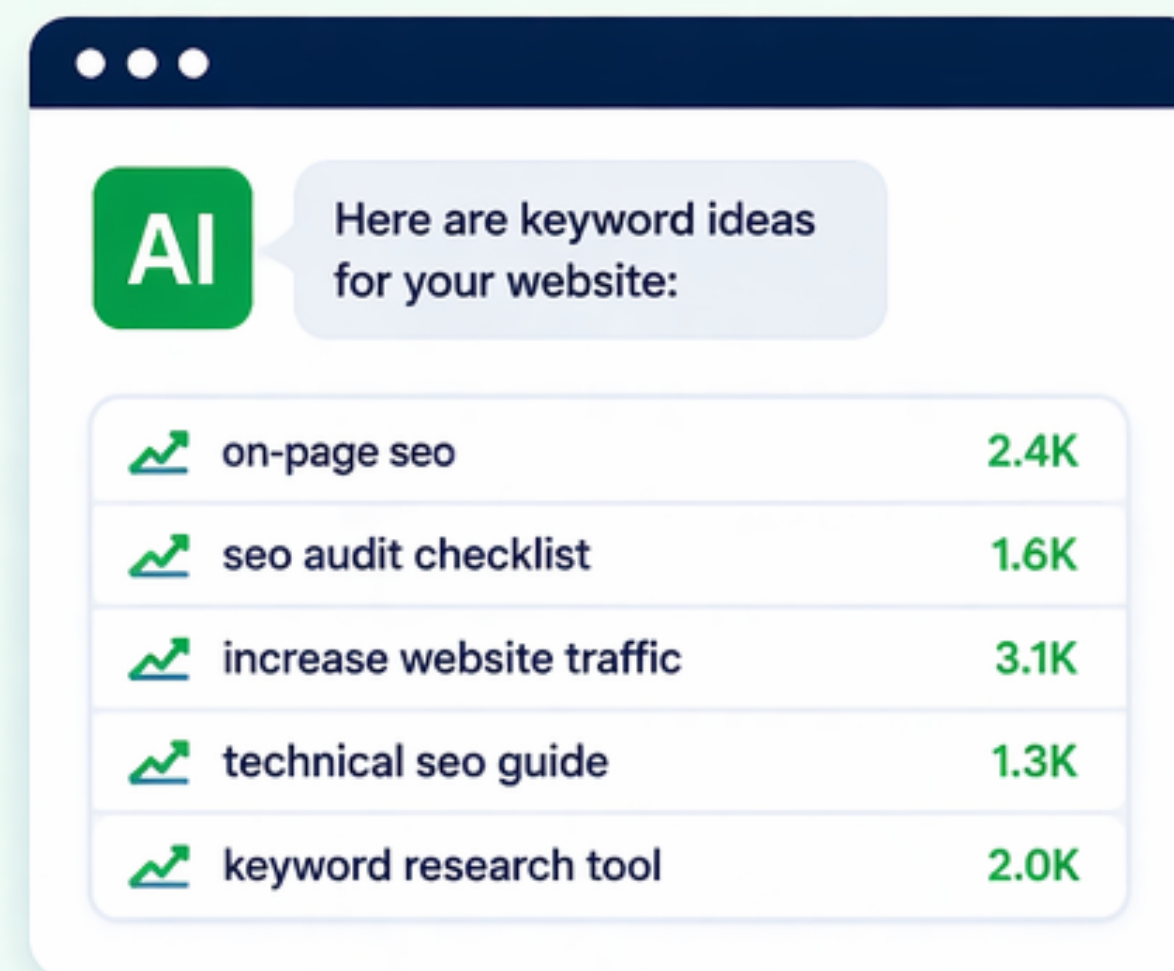 AI
Here are keyword ideas
for your website:
on-page seo 2.4K
seo audit checklist 1.6K
increase website traffic 3.1K
technical seo guide 1.3K
keyword research tool 2.0K